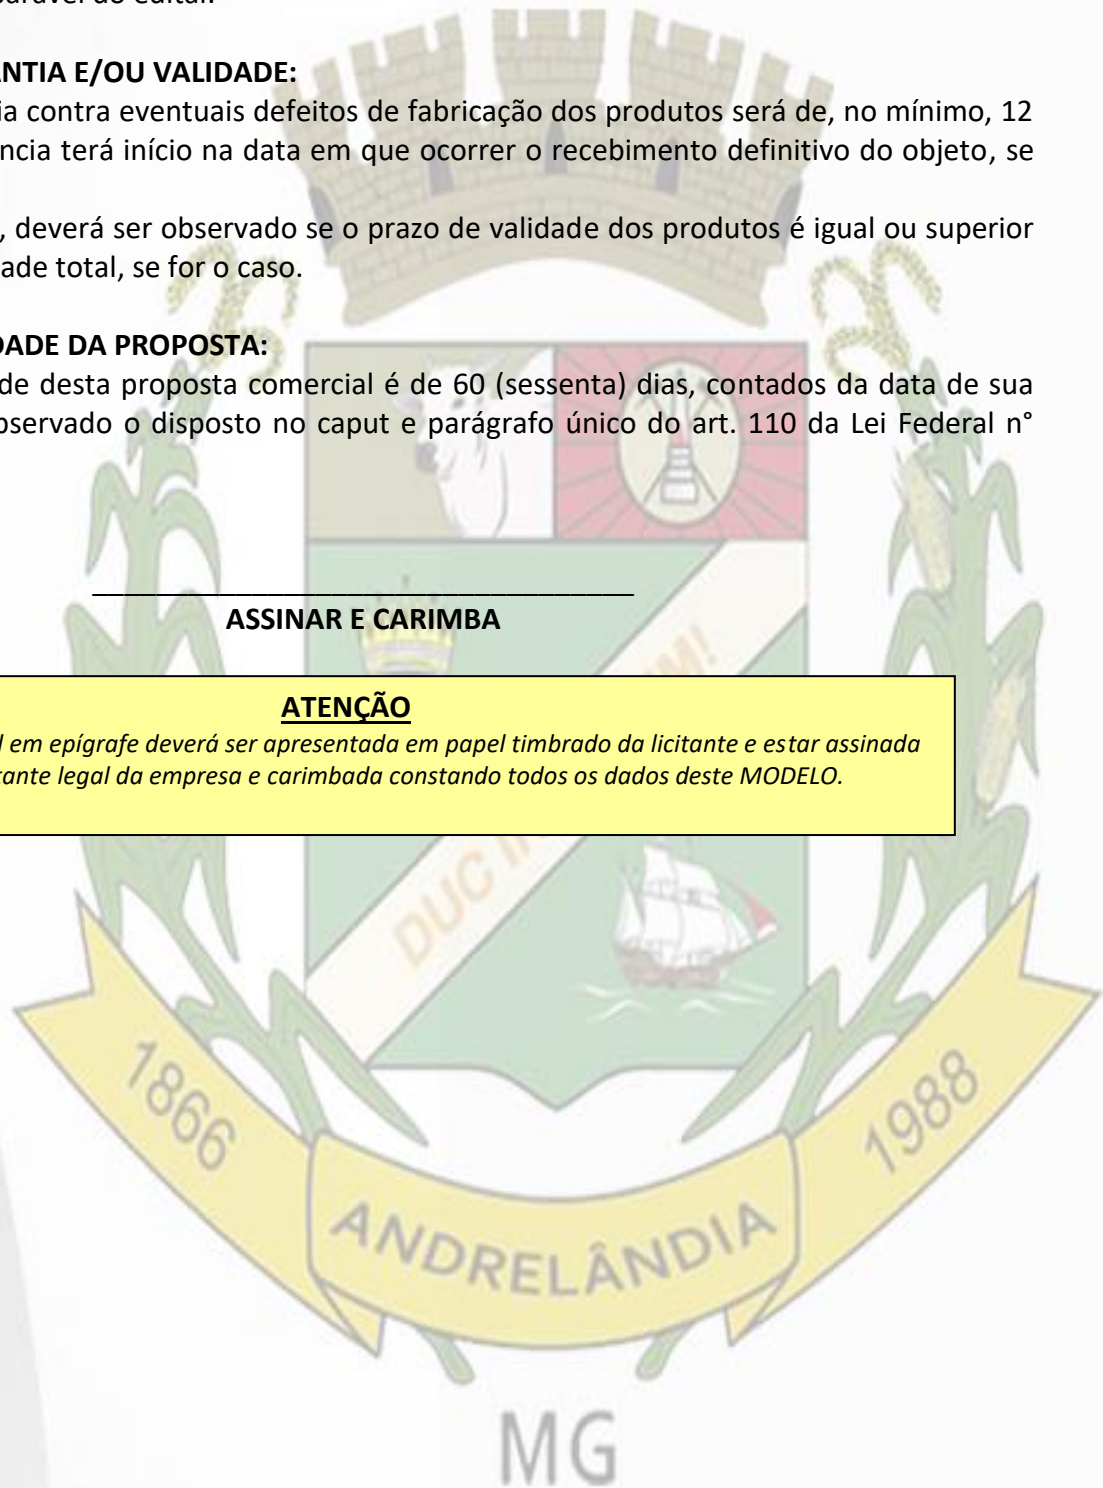 parável do edital.
ANTIA E/OU VALIDADE:
ia contra eventuais defeitos de fabricação dos produtos será de, no mínimo, 12
ncia terá início na data em que ocorrer o recebimento definitivo do objeto, se
, deverá ser observado se o prazo de validade dos produtos é igual ou superior
ade total, se for o caso.
DADE DA PROPOSTA:
de desta proposta comercial é de 60 (sessenta) dias, contados da data de sua
bservado o disposto no caput e parágrafo único do art. 110 da Lei Federal n°
ASSINAR E CARIMBA
ATENÇÃO
l em epígrafe deverá ser apresentada em papel timbrado da licitante e estar assinada
tante legal da empresa e carimbada constando todos os dados deste MODELO.
DUC IN
UM!
1866
ANDRELÂNDIA
1988
MG